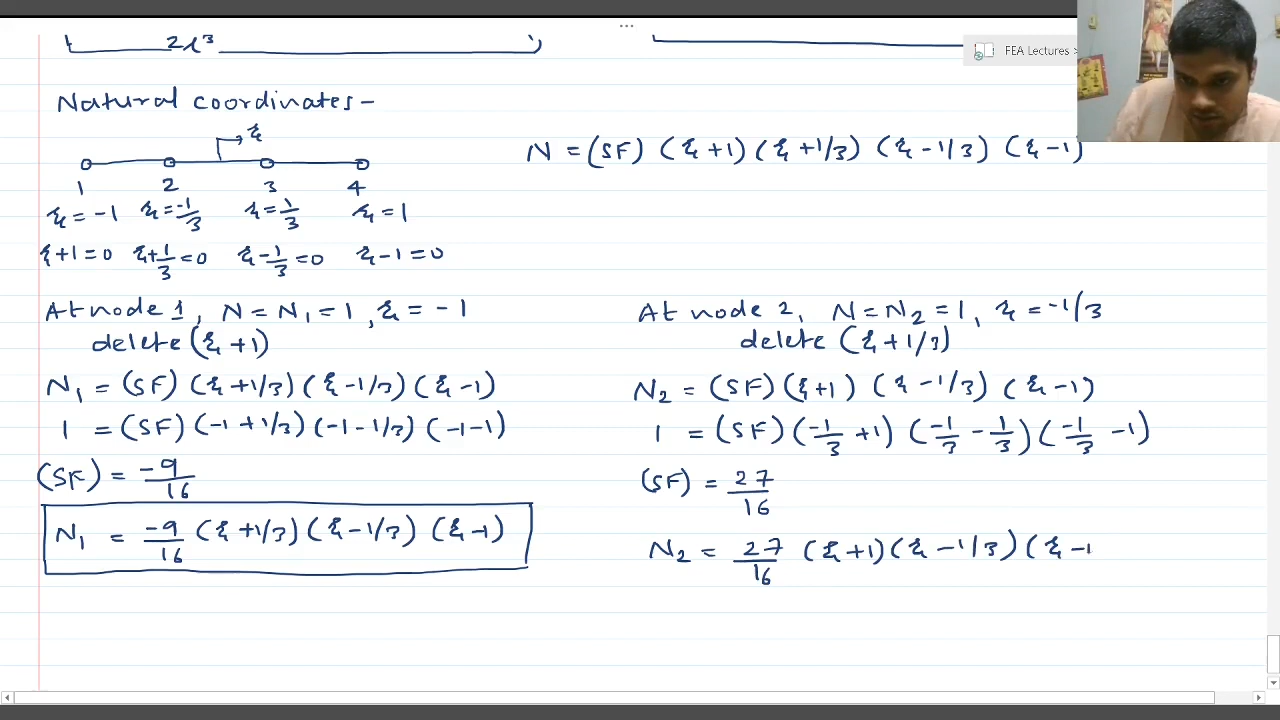 2l³
FEA Lectures >
Natural coordinates -
ξ
N = (SF) (ξ +1) (ξ +1/3) (ξ -1/3) (ξ -1)
1 2 3 4
ξ = -1 ξ = -1/3 ξ = 1/3 ξ = 1
ξ+1 = 0 ξ+1/3 = 0 ξ-1/3 = 0 ξ-1 = 0
At node 1, N = N₁ = 1, ξ = -1
delete (ξ +1)
N₁ = (SF) (ξ +1/3) (ξ -1/3) (ξ -1)
1 = (SF) (-1 +1/3) (-1 -1/3) (-1-1)
(SF) = -9/16
N₁ = -9/16 (ξ +1/3) (ξ -1/3) (ξ -1)
At node 2, N = N₂ = 1, ξ = -1/3
delete (ξ +1/3)
N₂ = (SF) (ξ+1) (ξ -1/3) (ξ -1)
1 = (SF) (-1/3 +1) (-1/3 - 1/3) (-1/3 -1)
(SF) = 27/16
N₂ = 27/16 (ξ +1) (ξ -1/3) (ξ -1